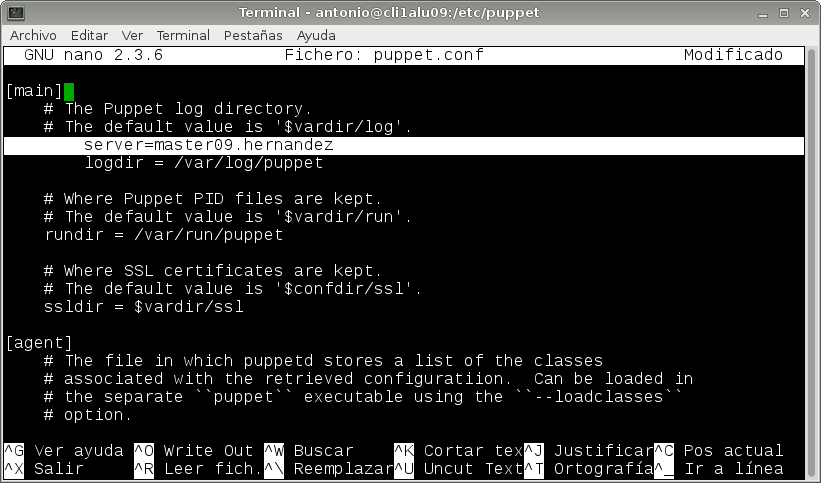 Terminal - antonio@cli1alu09:/etc/puppet
Archivo Editar Ver Terminal Pestañas Ayuda
GNU nano 2.3.6 Fichero: puppet.conf Modificado
[main]
# The Puppet log directory.
# The default value is '$vardir/log'.
server=master09.hernandez
logdir = /var/log/puppet
# Where Puppet PID files are kept.
# The default value is '$vardir/run'.
rundir = /var/run/puppet
# Where SSL certificates are kept.
# The default value is '$confdir/ssl'.
ssldir = $vardir/ssl
[agent]
# The file in which puppetd stores a list of the classes
# associated with the retrieved configuratiion.  Can be loaded in
# the separate ``puppet`` executable using the ``--loadclasses``
# option.
^G Ver ayuda ^O Write Out ^W Buscar ^K Cortar tex^J Justificar^C Pos actual
^X Salir ^R Leer fich.^\ Reemplazar^U Uncut Text^T Ortografía^_ Ir a línea